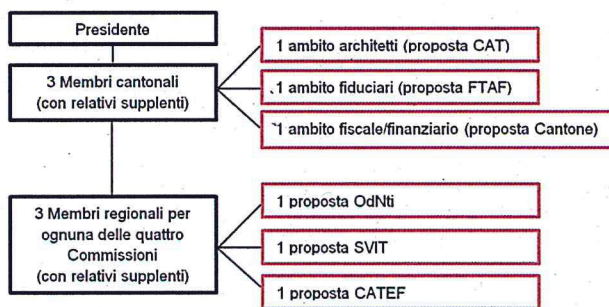 Presidente
3 Membri cantonali
(con relativi supplenti)
1 ambito architetti (proposta CAT)
1 ambito fiduciari (proposta FTAF)
1 ambito fiscale/finanziario (proposta Cantone)
3 Membri regionali per
ognuna delle quattro
Commissioni
(con relativi supplenti)
1 proposta OdNti
1 proposta SVIT
1 proposta CATEF